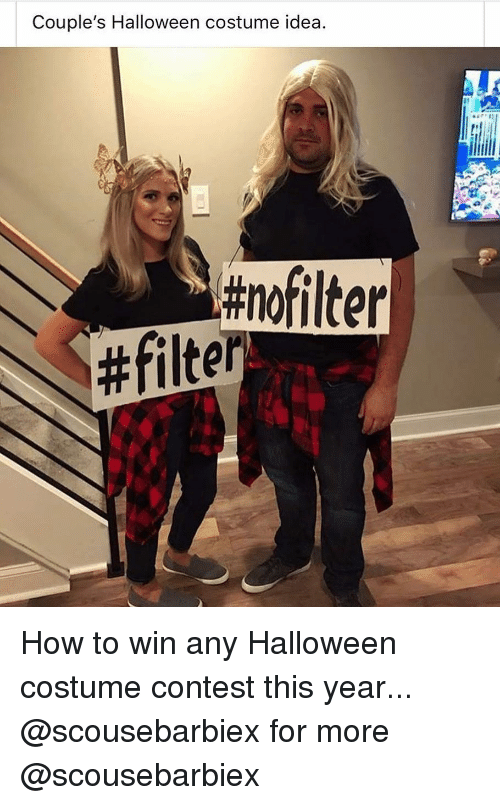 Couple's Halloween costume idea.
#nofilter
#filter
How to win any Halloween
costume contest this year...
@scousebarbiex for more
@scousebarbiex